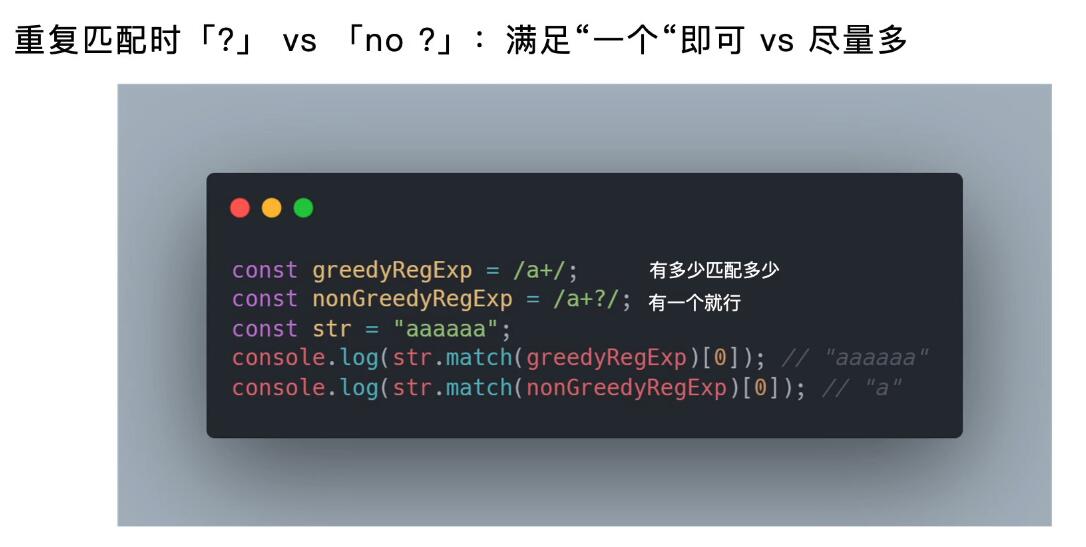 重复匹配时「?」 vs 「no ?」：满足“一个“即可 vs 尽量多
const greedyRegExp = /a+/; 有多少匹配多少
const nonGreedyRegExp = /a+?/; 有一个就行
const str = "aaaaaa";
console.log(str.match(greedyRegExp)[0]); // "aaaaaa"
console.log(str.match(nonGreedyRegExp)[0]); // "a"